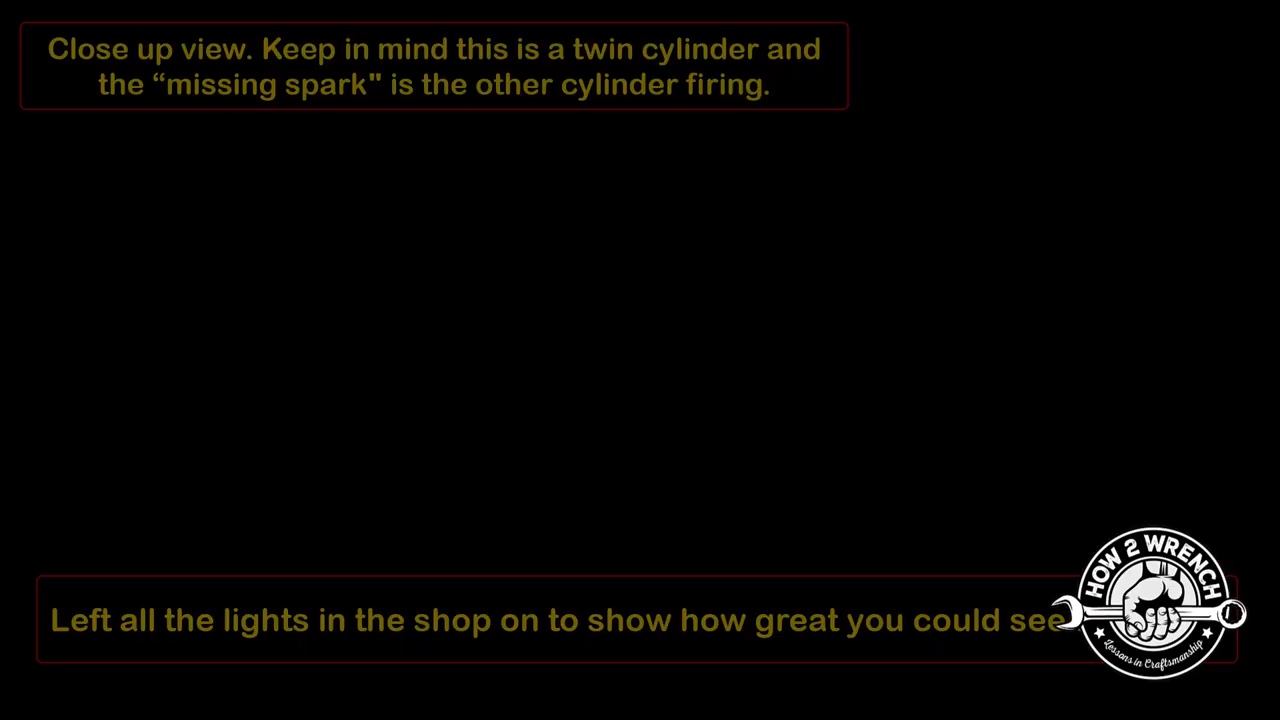 Close up view. Keep in mind this is a twin cylinder and
the “missing spark" is the other cylinder firing.
Left all the lights in the shop on to show how great you could see
HOW 2 WRENCH
Lessons in Craftsmanship